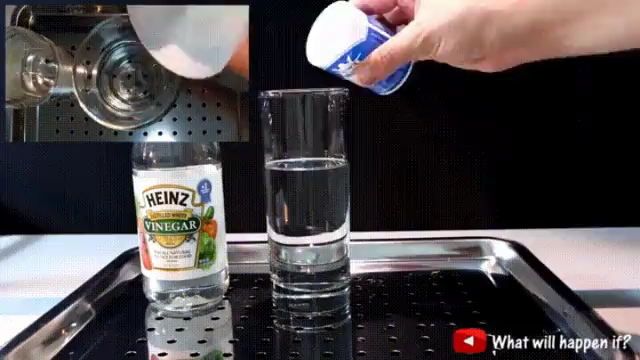 HEINZ
DISTILLED WHITE
VINEGAR
What will happen if?